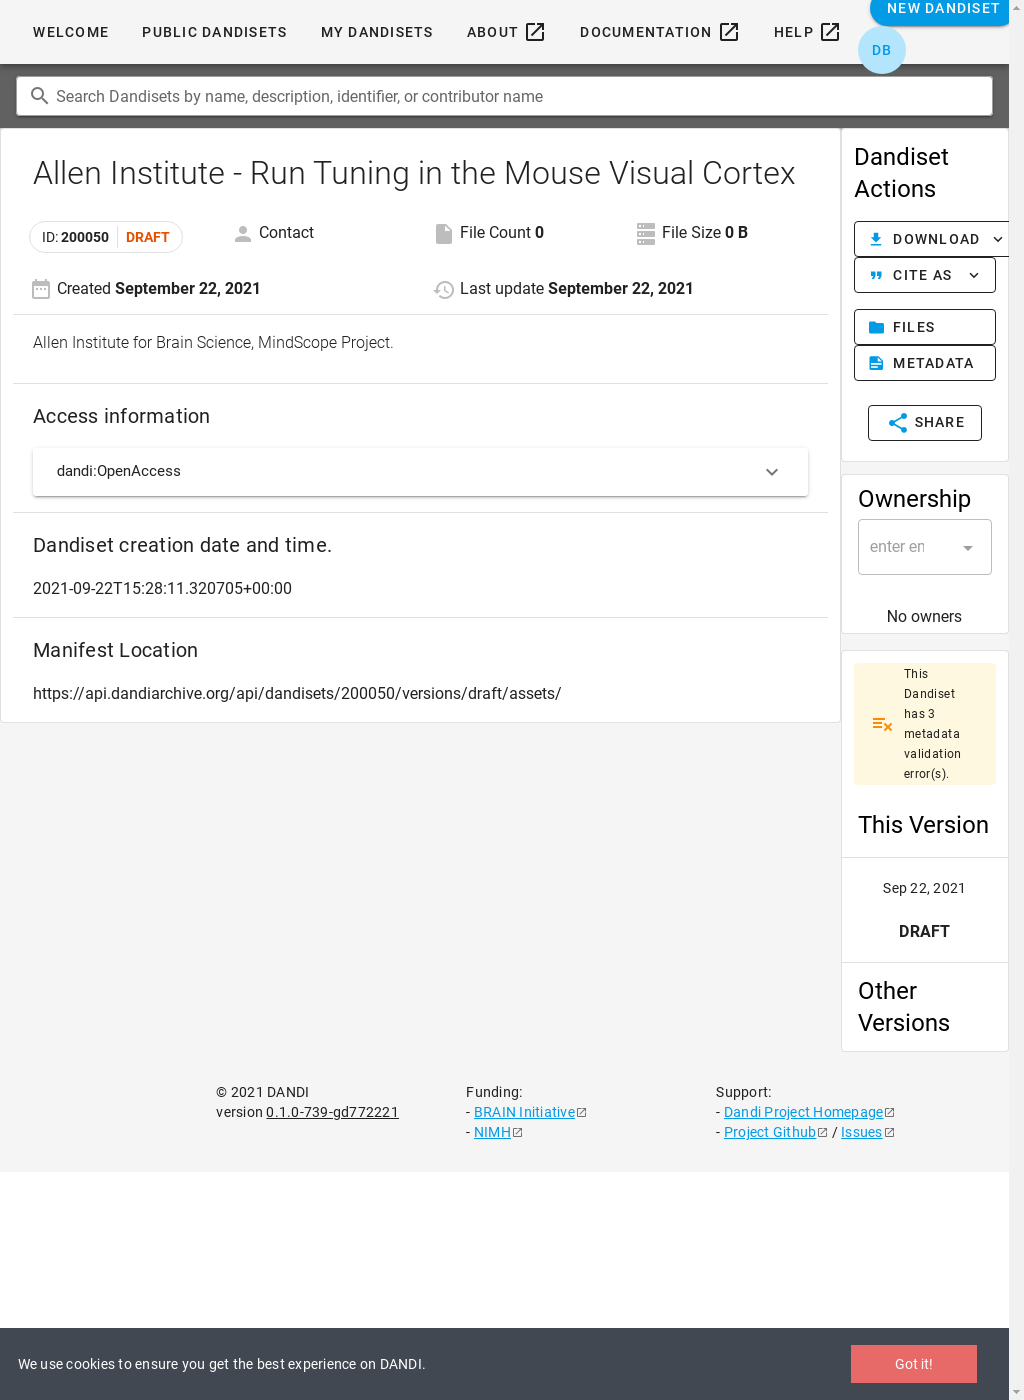 WELCOME PUBLIC DANDISETS MY DANDISETS ABOUT DOCUMENTATION HELP NEW DANDISET
DB
Search Dandisets by name, description, identifier, or contributor name
Allen Institute - Run Tuning in the Mouse Visual Cortex
ID: 200050 DRAFT Contact File Count 0 File Size 0 B
Created September 22, 2021 Last update September 22, 2021
Allen Institute for Brain Science, MindScope Project.
Access information
dandi:OpenAccess
Dandiset creation date and time.
2021-09-22T15:28:11.320705+00:00
Manifest Location
https://api.dandiarchive.org/api/dandisets/200050/versions/draft/assets/
Dandiset
Actions
DOWNLOAD
CITE AS
FILES
METADATA
SHARE
Ownership
enter en
No owners
This
Dandiset
has 3
metadata
validation
error(s).
This Version
Sep 22, 2021
DRAFT
Other
Versions
© 2021 DANDI
version 0.1.0-739-gd772221
Funding:
- BRAIN Initiative
- NIMH
Support:
- Dandi Project Homepage
- Project Github / Issues
We use cookies to ensure you get the best experience on DANDI.
Got it!